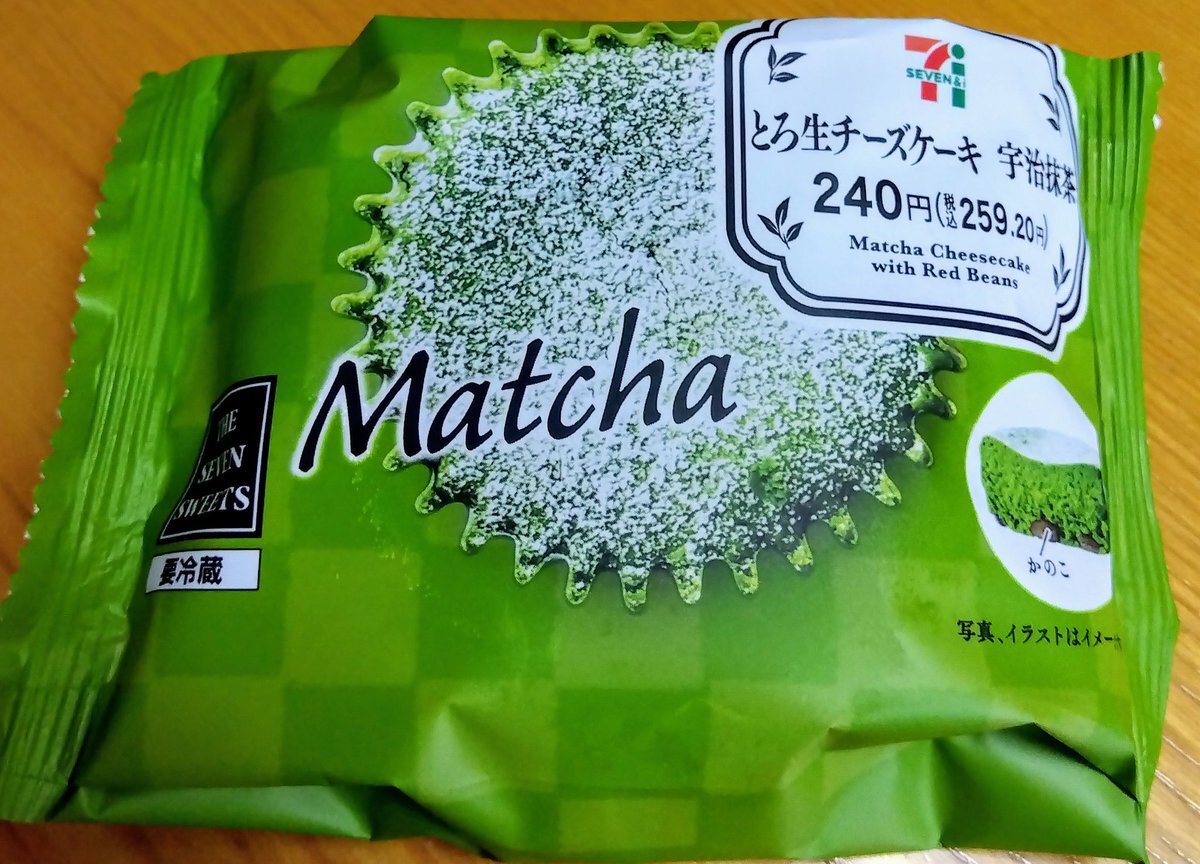 SEVEN&i
とろ生チーズケーキ 宇治抹茶
240円(税込259.20円)
Matcha Cheesecake
with Red Beans
Matcha
THE
SEVEN
SWEETS
要冷蔵
かのこ
写真、イラストはイメー